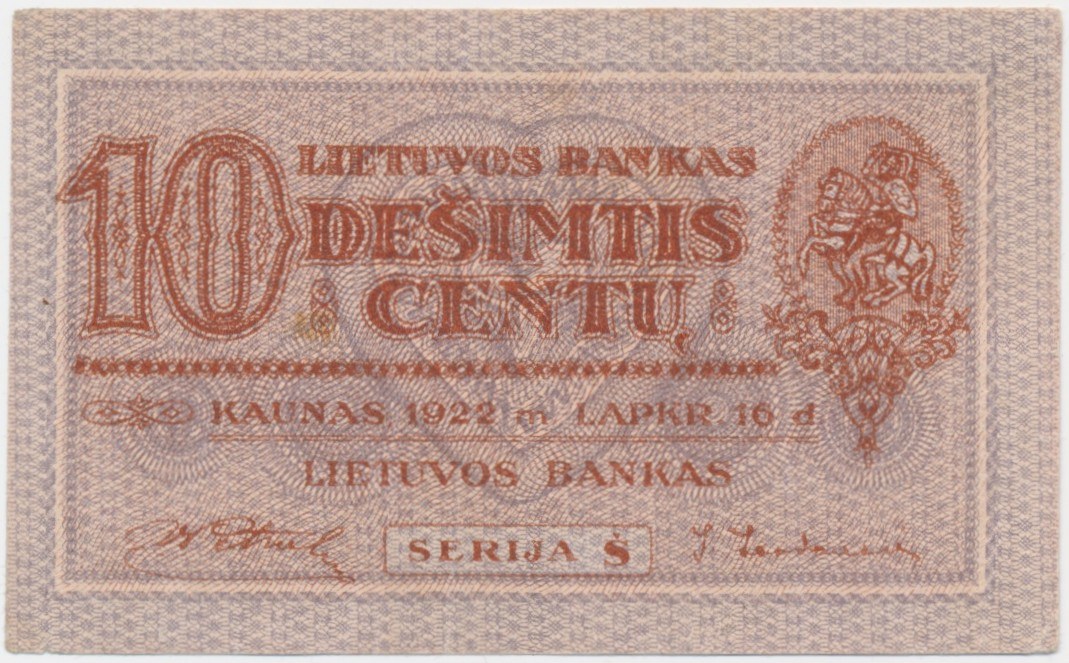 10
LIETUVOS BANKAS
DEŠIMTIS
CENTŲ
KAUNAS 1922 m LAPKR. 16 d
LIETUVOS BANKAS
SERIJA Š